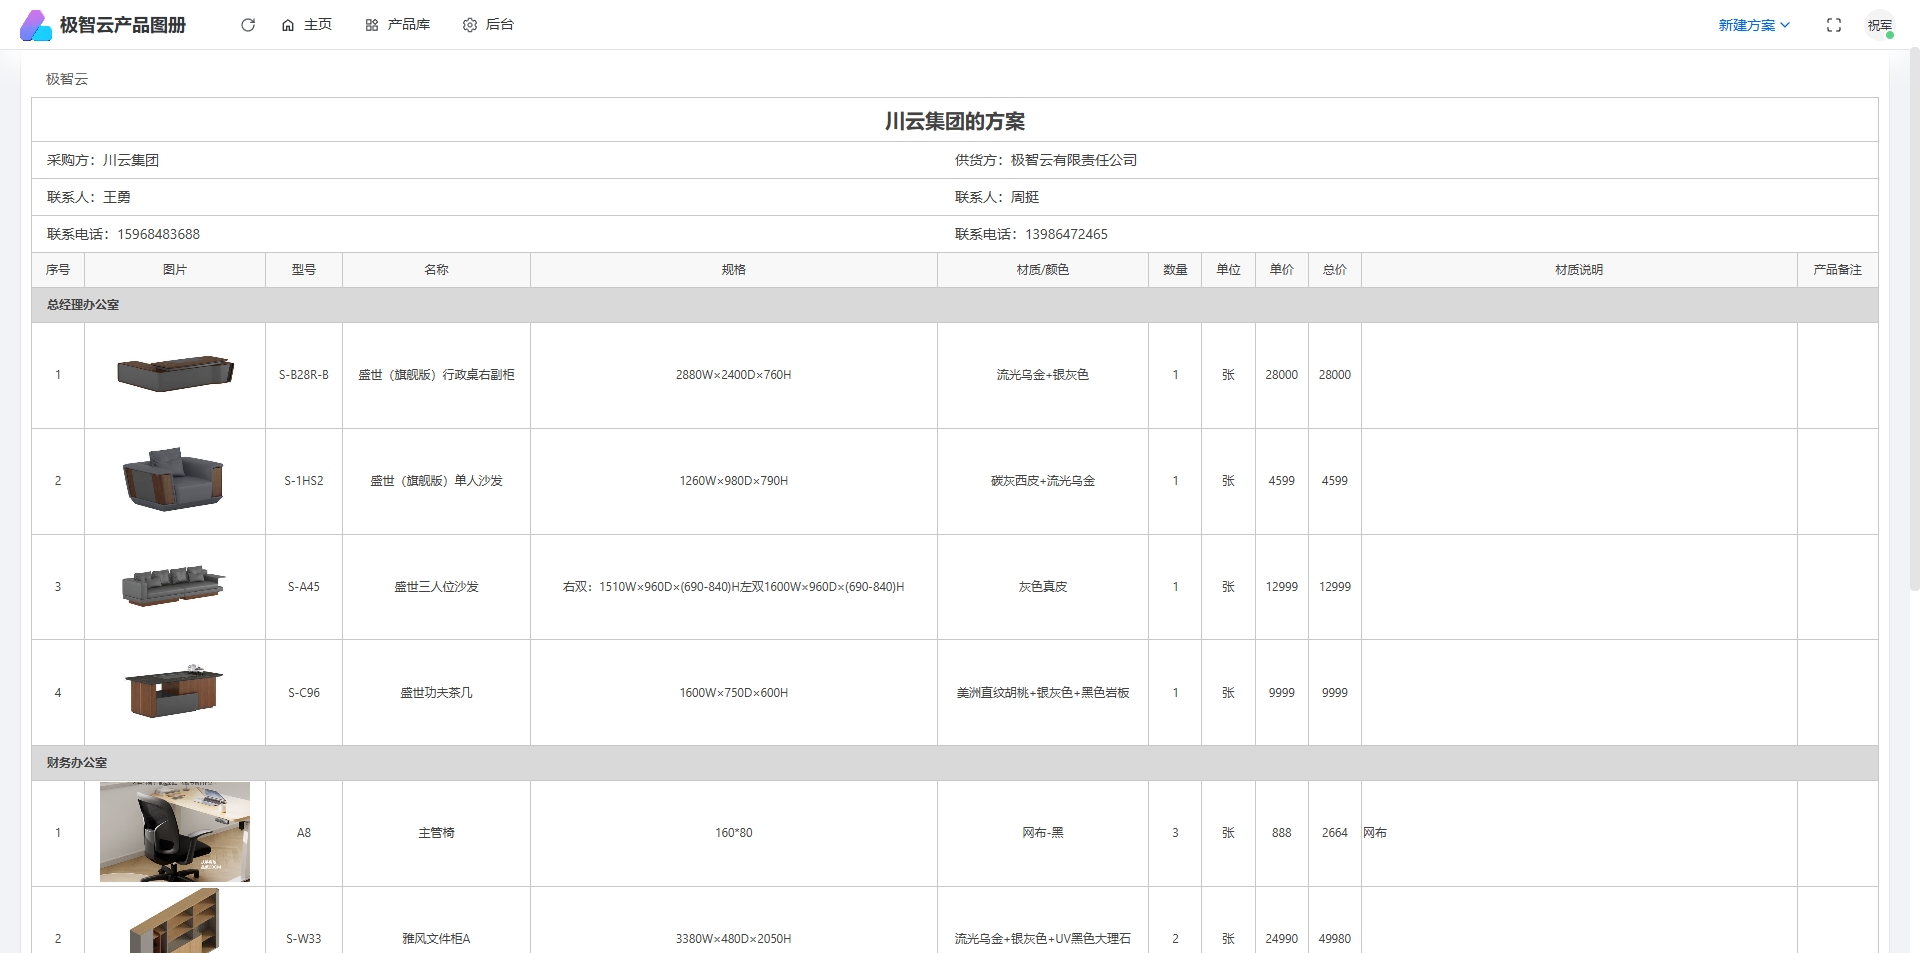 极智云产品图册
主页
产品库
后台
新建方案
祝军
极智云
川云集团的方案
采购方：川云集团 供货方：极智云有限责任公司
联系人：王勇 联系人：周挺
联系电话：15968483688 联系电话：13986472465
序号 图片 型号 名称 规格 材质/颜色 数量 单位 单价 总价 材质说明 产品备注
总经理办公室
1 S-B28R-B 盛世（旗舰版）行政桌右副柜 2880W×2400D×760H 流光乌金+银灰色 1 张 28000 28000
2 S-1HS2 盛世（旗舰版）单人沙发 1260W×980D×790H 碳灰西皮+流光乌金 1 张 4599 4599
3 S-A45 盛世三人位沙发 右双：1510W×960D×(690-840)H左双1600W×960D×(690-840)H 灰色真皮 1 张 12999 12999
4 S-C96 盛世功夫茶几 1600W×750D×600H 美洲直纹胡桃+银灰色+黑色岩板 1 张 9999 9999
财务办公室
1 A8 主管椅 160*80 网布-黑 3 张 888 2664 网布
2 S-W33 雅风文件柜A 3380W×480D×2050H 流光乌金+银灰色+UV黑色大理石 2 张 24990 49980